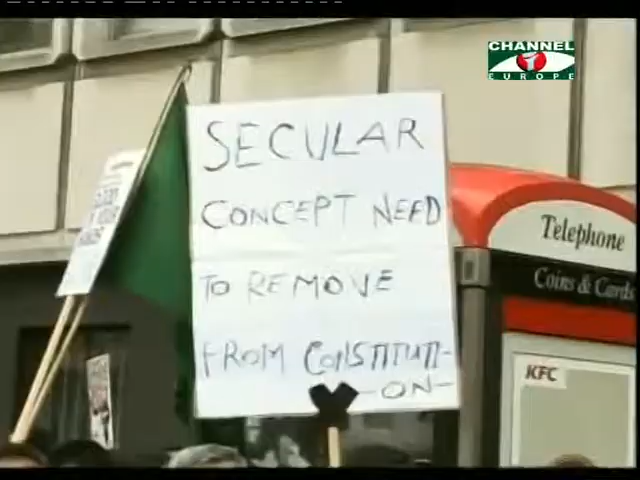 CHANNEL
EUROPE
SECULAR
CONCEPT NEED
TO REMOVE
FROM CONSTITUTI-
-ON-
Telephone
Coins & Cards
KFC